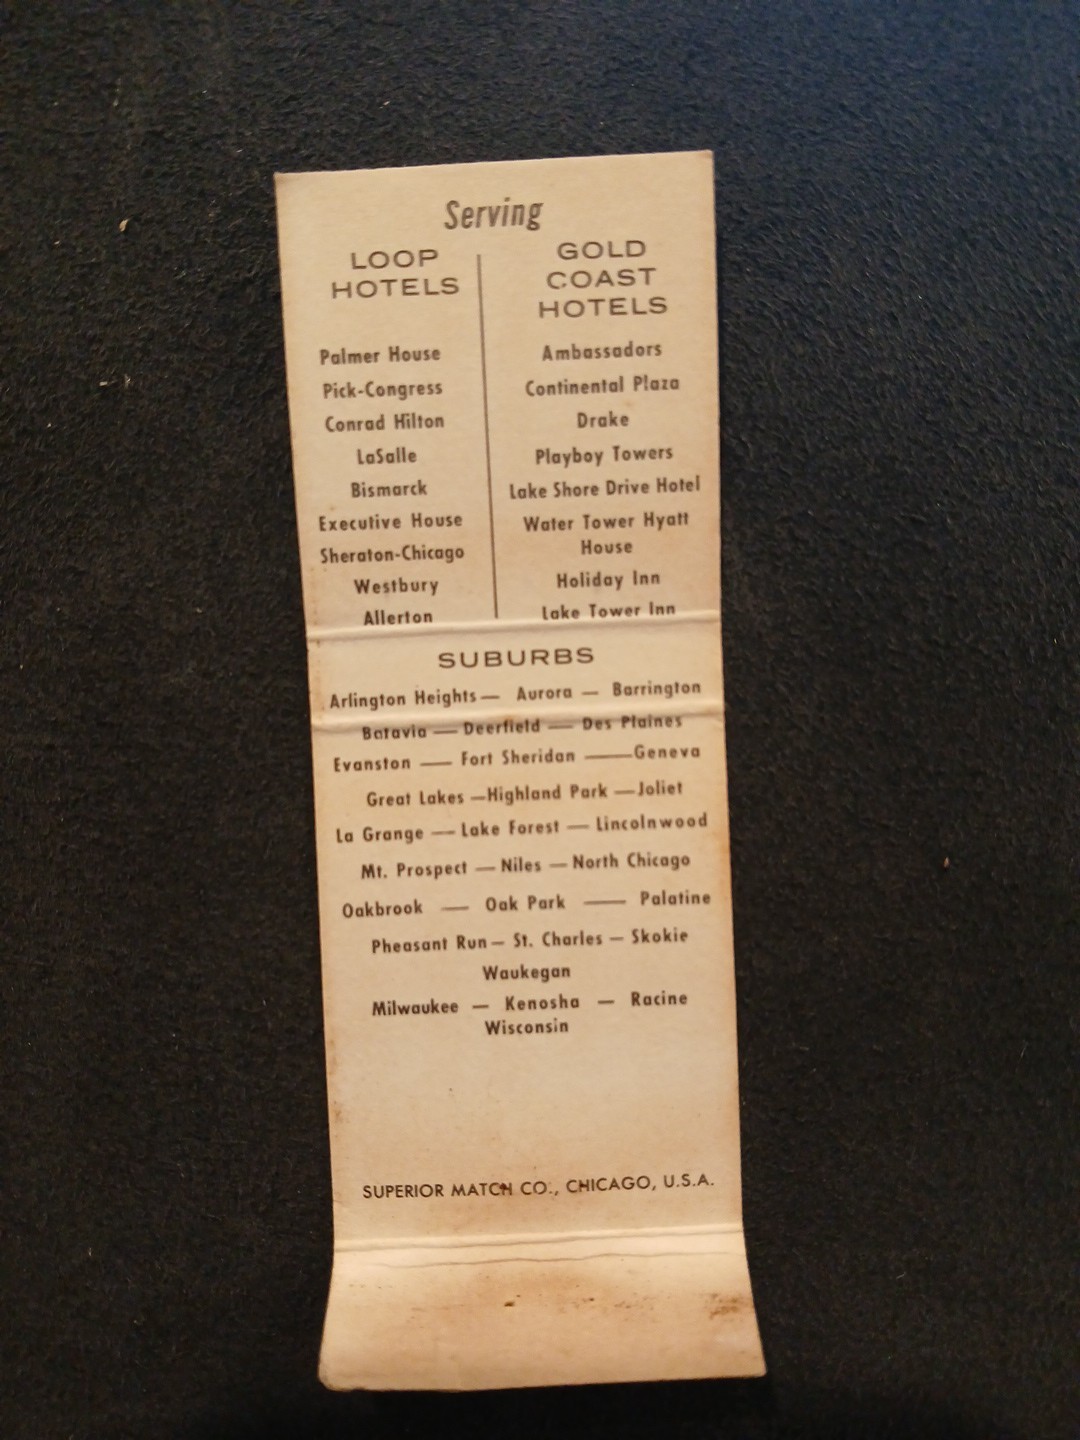 Serving
LOOP
HOTELS
Palmer House
Pick-Congress
Conrad Hilton
LaSalle
Bismarck
Executive House
Sheraton-Chicago
Westbury
Allerton
GOLD
COAST
HOTELS
Ambassadors
Continental Plaza
Drake
Playboy Towers
Lake Shore Drive Hotel
Water Tower Hyatt
House
Holiday Inn
Lake Tower Inn
SUBURBS
Arlington Heights — Aurora — Barrington
Batavia — Deerfield — Des Plaines
Evanston — Fort Sheridan — Geneva
Great Lakes — Highland Park — Joliet
La Grange — Lake Forest — Lincolnwood
Mt. Prospect — Niles — North Chicago
Oakbrook — Oak Park — Palatine
Pheasant Run — St. Charles — Skokie
Waukegan
Milwaukee — Kenosha — Racine
Wisconsin
SUPERIOR MATCH CO., CHICAGO, U.S.A.